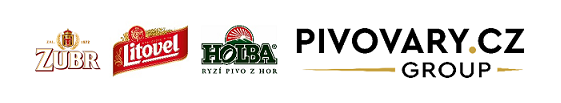 ZUBR
Litovel
HOLBA
RYZÍ PIVO Z HOR
PIVOVARY.CZ
GROUP